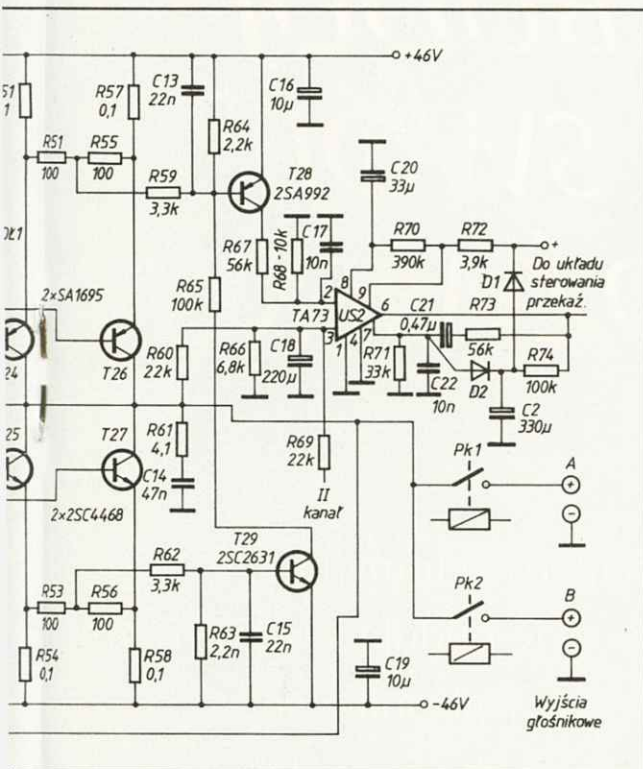 +46V
R57
0,1
C13
22n
C16
10µ
R64
2,2k
R51
100
R55
100
R59
3,3k
T28
2SA992
C20
33µ
R67
56k
R68-10k
C17
10n
R70
390k
R72
3,9k
+
D1
Do układu
sterowania
przekaź.
R65
100k
2×SA1695
2
8
9
6
TA73
US2
3
1
4
7
C21
0,47µ
R73
56k
T26
R60
22k
R66
6,8k
C18
220µ
R71
33k
C22
10n
D2
R74
100k
C2
330µ
T27
R61
4,1
C14
47n
R69
22k
II
kanał
Pk1
A
+
−
2×2SC4468
T29
2SC2631
R62
3,3k
Pk2
B
+
−
R53
100
R56
100
R63
2,2n
C15
22n
R54
0,1
R58
0,1
C19
10µ
-46V
Wyjścia
głośnikowe